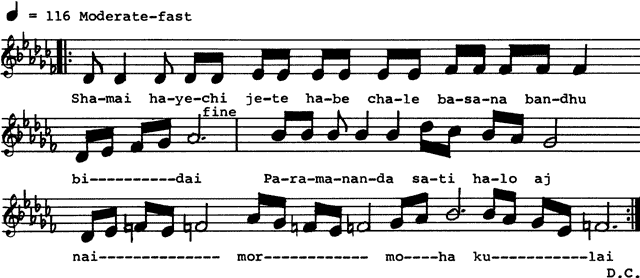 ♩ = 116 Moderate-fast
Sha-mai ha-ye-chi je-te ha-be cha-le ba-sa-na ban-dhu
fine
bi----------dai Pa-ra-ma-nan-da sa-ti ha-lo aj
nai-------------- mor------------ mo----ha ku-----------lai
D.C.